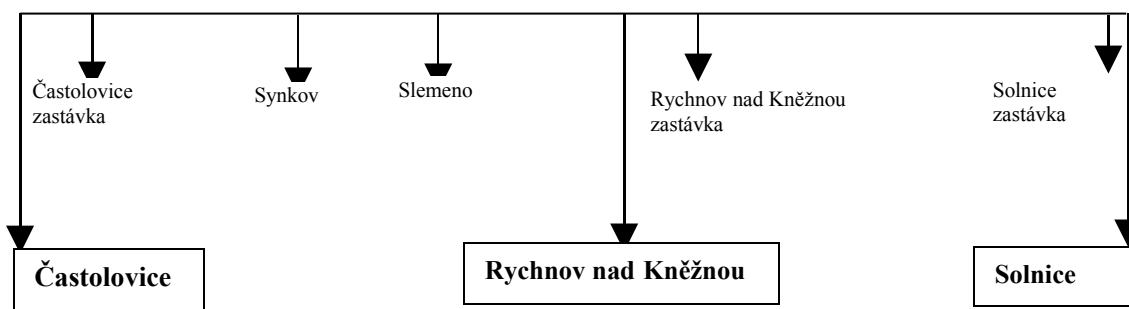 Častolovice
zastávka
Synkov
Slemeno
Rychnov nad Kněžnou
zastávka
Solnice
zastávka
Častolovice
Rychnov nad Kněžnou
Solnice